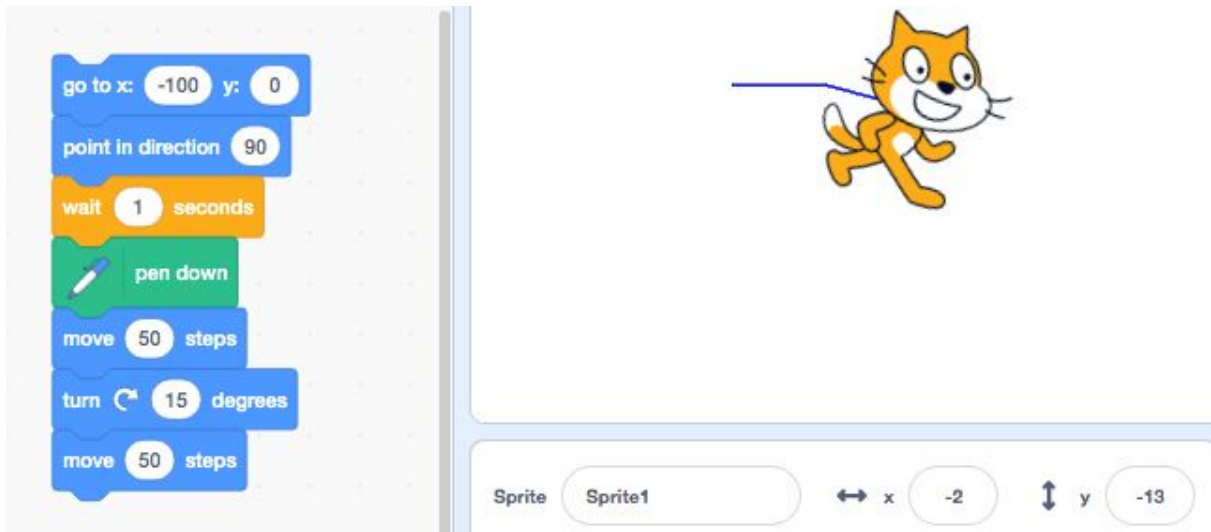 go to x: -100 y: 0
point in direction 90
wait 1 seconds
pen down
move 50 steps
turn 15 degrees
move 50 steps
Sprite Sprite1 x -2 y -13